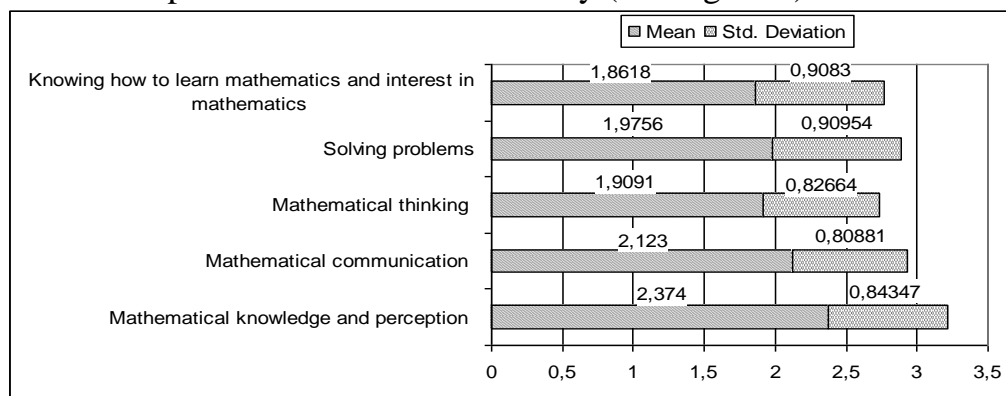 Mean Std. Deviation
Knowing how to learn mathematics and interest in
mathematics
1,8618 0,9083
Solving problems
1,9756 0,90954
Mathematical thinking
1,9091 0,82664
Mathematical communication
2,123 0,80881
Mathematical knowledge and perception
2,374 0,84347
0 0,5 1 1,5 2 2,5 3 3,5